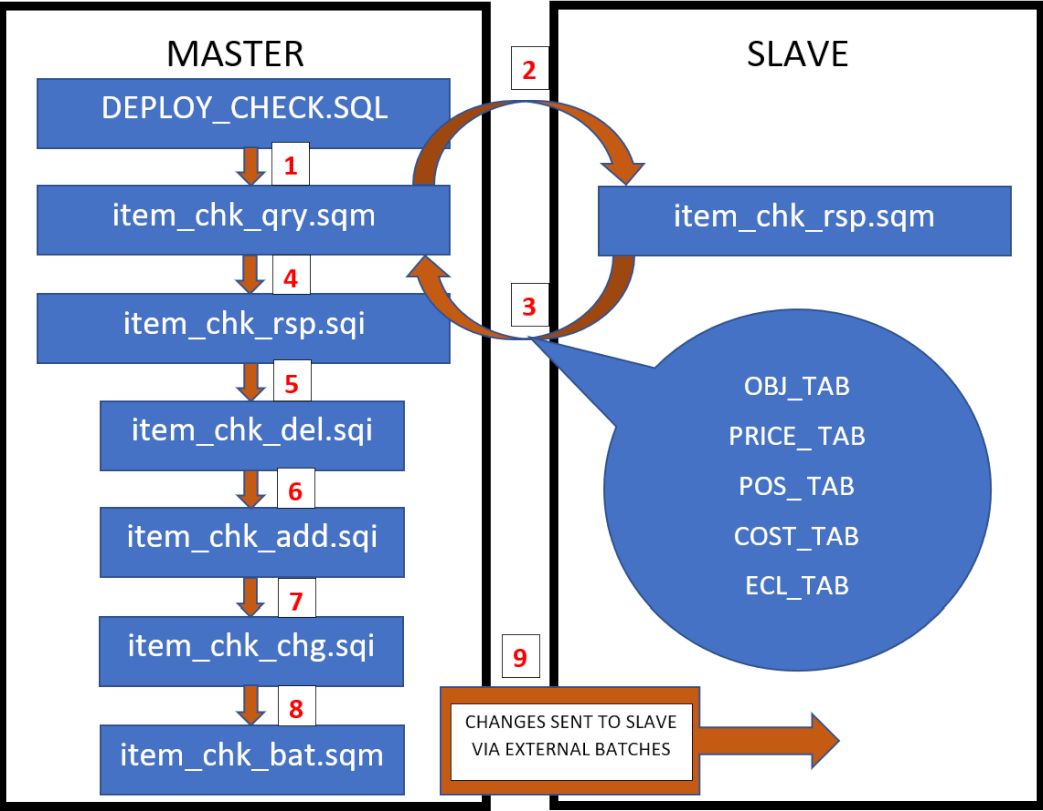 MASTER
SLAVE
2
DEPLOY_CHECK.SQL
1
item_chk_qry.sqm
item_chk_rsp.sqm
4
3
item_chk_rsp.sqi
5
item_chk_del.sqi
6
item_chk_add.sqi
7
item_chk_chg.sqi
8
item_chk_bat.sqm
OBJ_TAB
PRICE_ TAB
POS_ TAB
COST_TAB
ECL_TAB
9
CHANGES SENT TO SLAVE
VIA EXTERNAL BATCHES